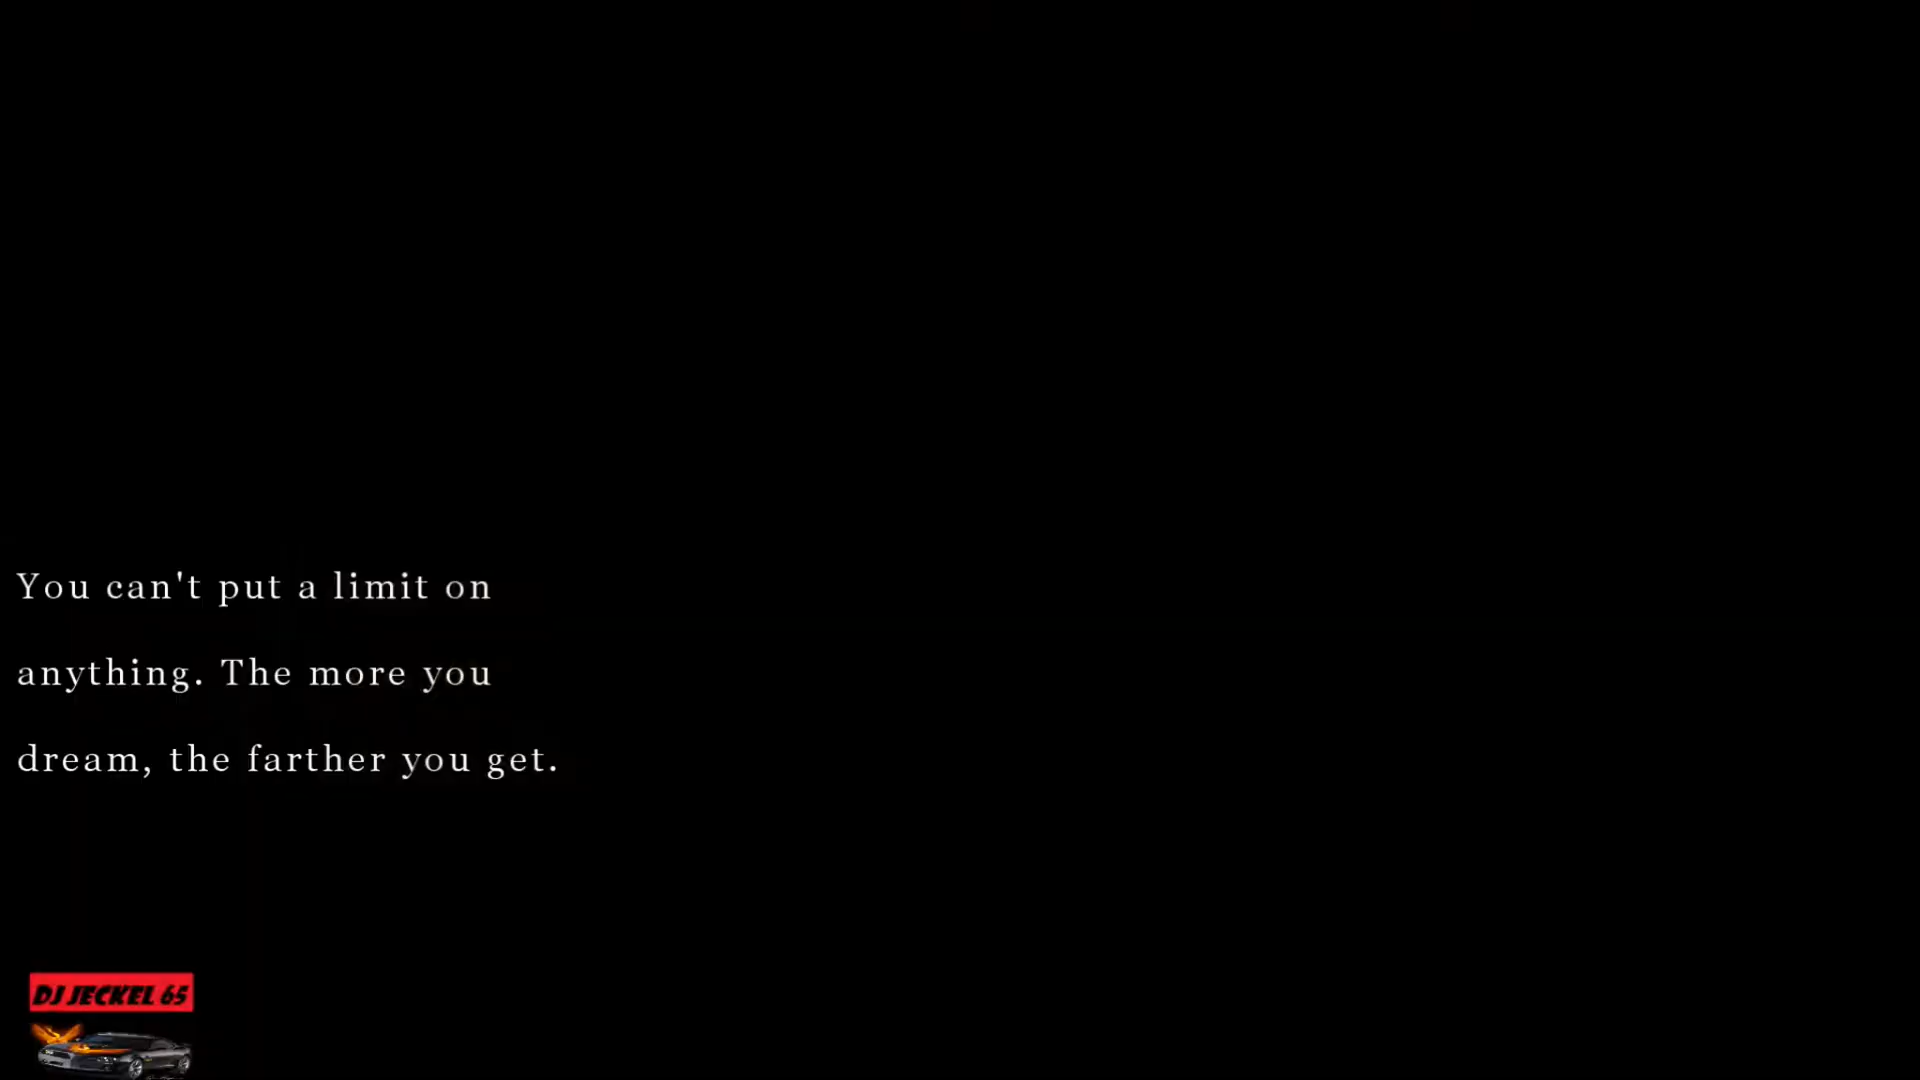 You can't put a limit on
anything. The more you
dream, the farther you get.
DJ JECKEL 65